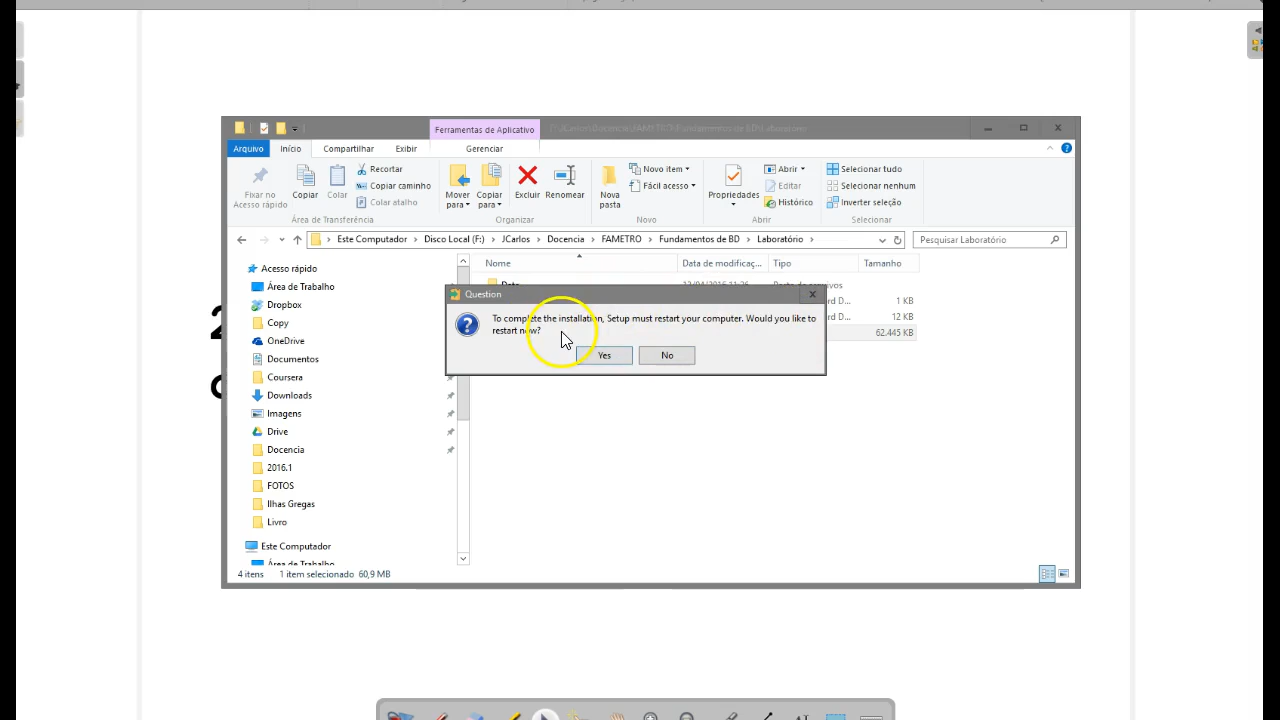 Ferramentas de Aplicativo
Arquivo
Início
Compartilhar
Exibir
Gerenciar
Fixar no
Acesso rápido
Copiar
Colar
Recortar
Copiar caminho
Colar atalho
Área de Transferência
Mover
para
Copiar
para
Excluir
Renomear
Organizar
Nova
pasta
Novo item
Fácil acesso
Novo
Propriedades
Abrir
Editar
Histórico
Abrir
Selecionar tudo
Selecionar nenhum
Inverter seleção
Selecionar
Este Computador > Disco Local (F:) > JCarlos > Docencia > FAMETRO > Fundamentos de BD > Laboratório >
Pesquisar Laboratório
Nome
Data de modificaç...
Tipo
Tamanho
1 KB
12 KB
62.445 KB
Question
To complete the installation, Setup must restart your computer. Would you like to
restart now?
Yes
No
Acesso rápido
Área de Trabalho
Dropbox
Copy
OneDrive
Documentos
Coursera
Downloads
Imagens
Drive
Docencia
2016.1
FOTOS
Ilhas Gregas
Livro
Este Computador
Área de Trabalho
4 itens
1 item selecionado 60,9 MB